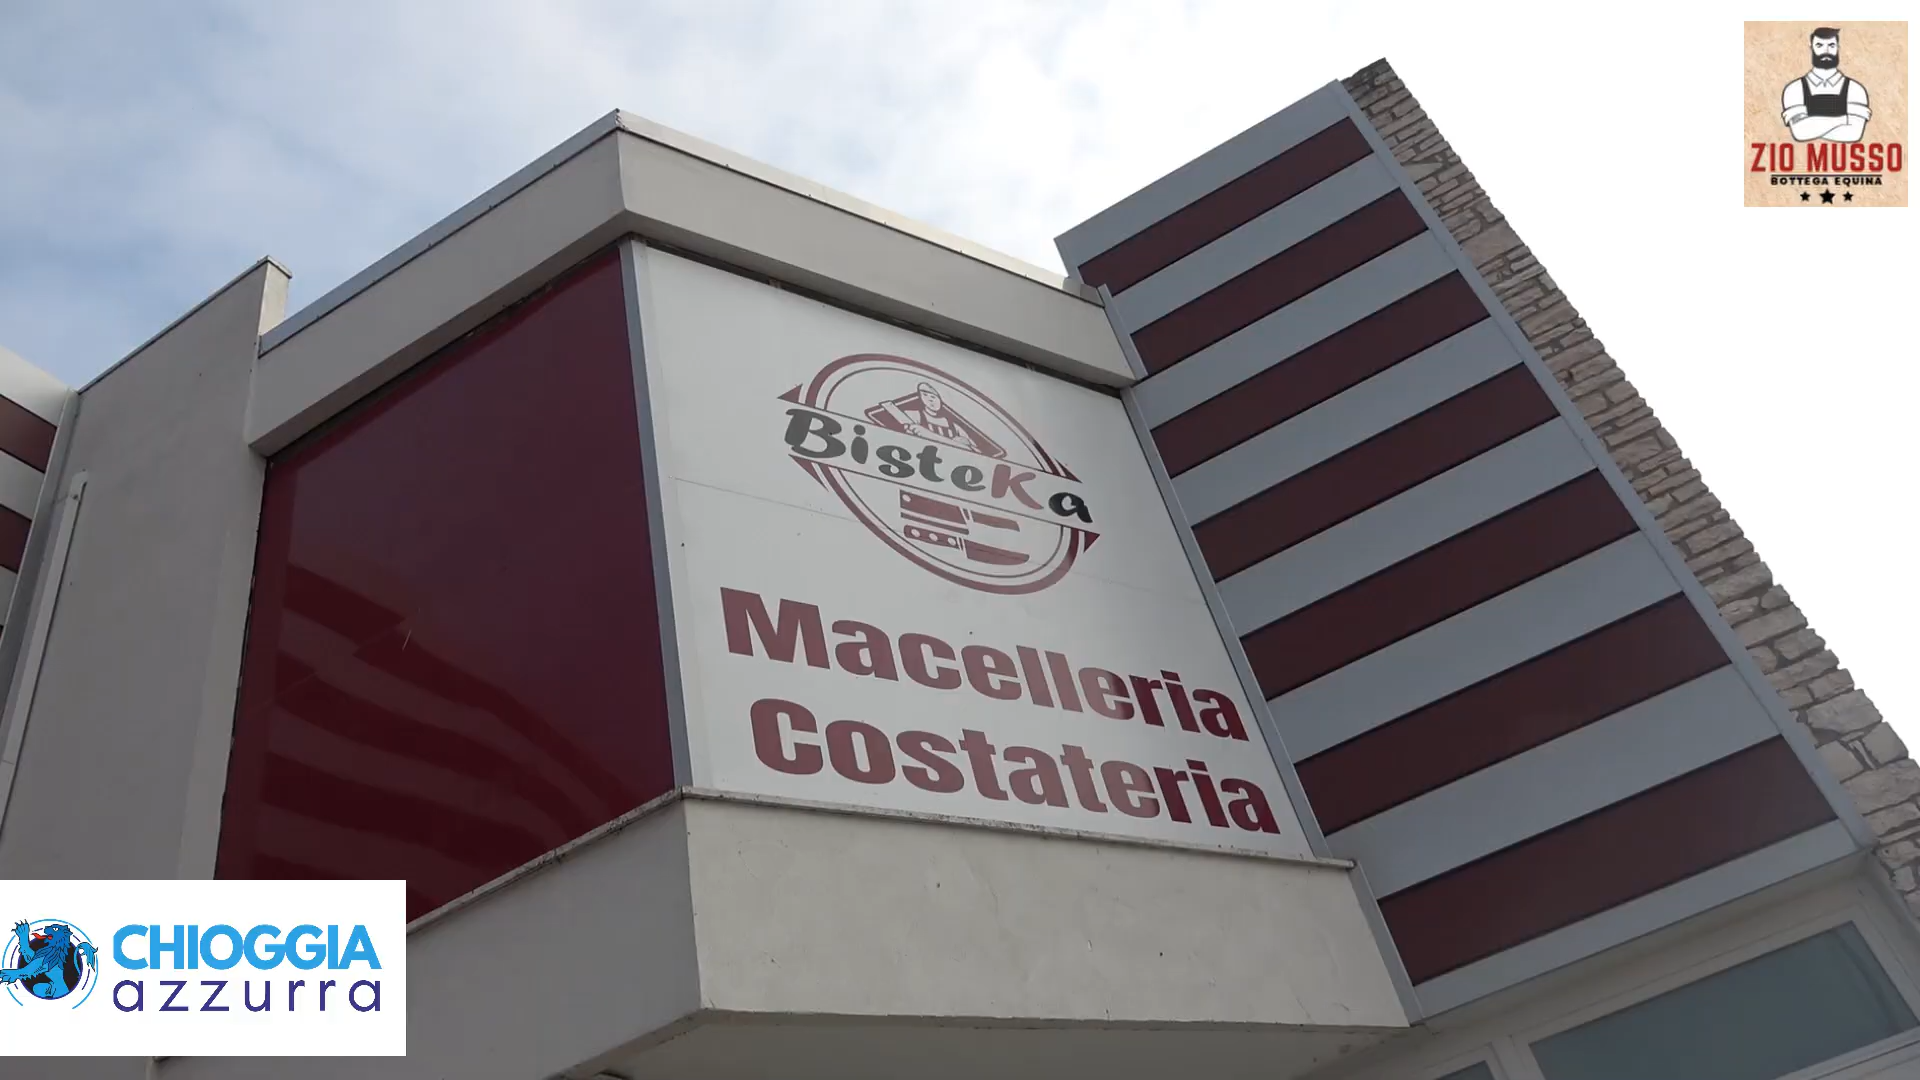 ZIO MUSSO
BOTTEGA EQUINA
BisteKa
Macelleria
Costateria
CHIOGGIA
azzurra